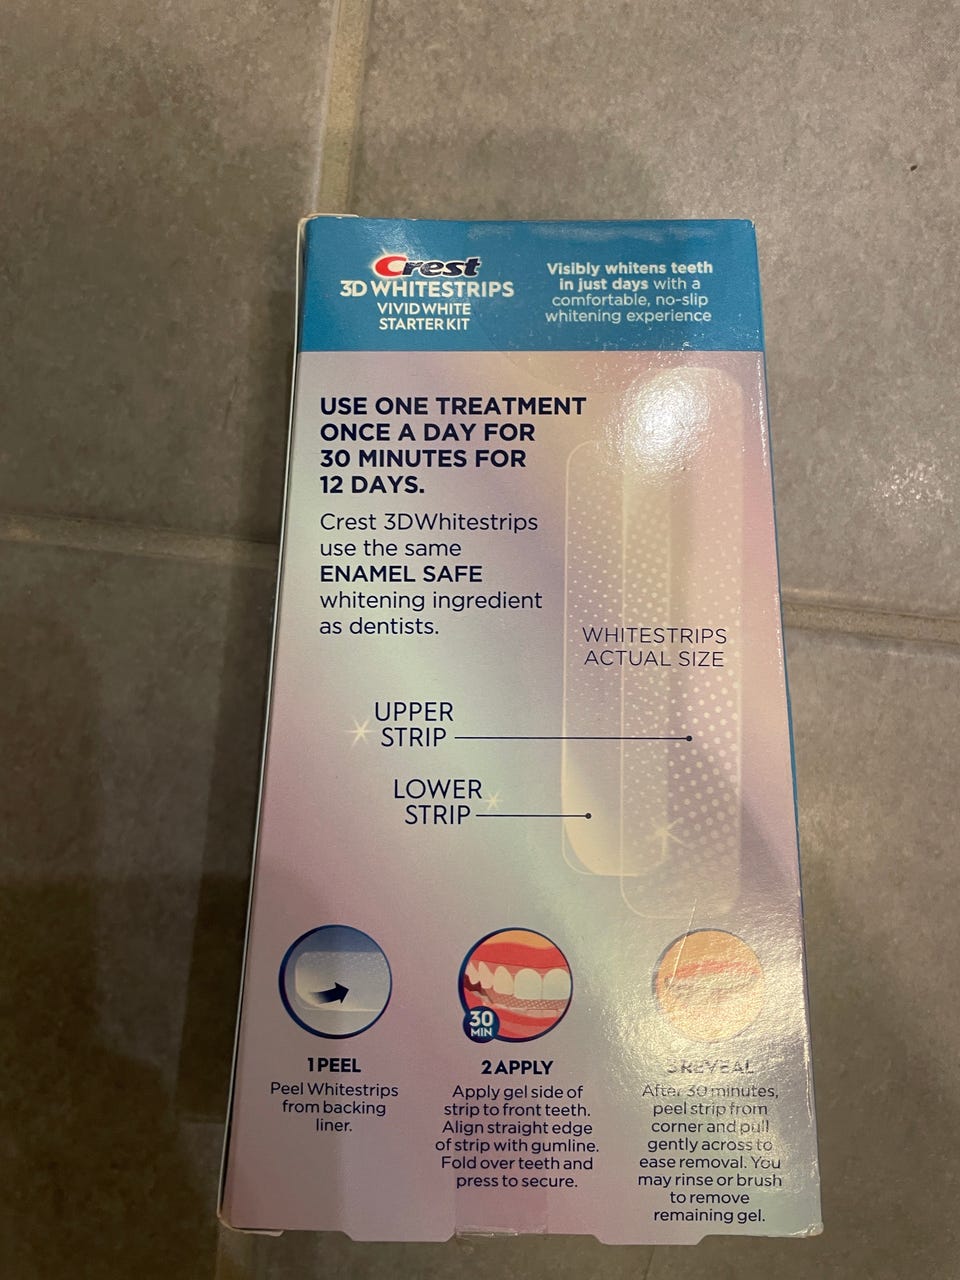 Crest
3D WHITESTRIPS
VIVID WHITE
STARTER KIT
Visibly whitens teeth
in just days with a
comfortable, no-slip
whitening experience
USE ONE TREATMENT
ONCE A DAY FOR
30 MINUTES FOR
12 DAYS.
Crest 3DWhitestrips
use the same
ENAMEL SAFE
whitening ingredient
as dentists.
WHITESTRIPS
ACTUAL SIZE
UPPER
STRIP
LOWER
STRIP
1 PEEL
Peel Whitestrips
from backing
liner.
30
MIN
2 APPLY
Apply gel side of
strip to front teeth.
Align straight edge
of strip with gumline.
Fold over teeth and
press to secure.
3 REVEAL
After 30 minutes,
peel strip from
corner and pull
gently across to
ease removal. You
may rinse or brush
to remove
remaining gel.